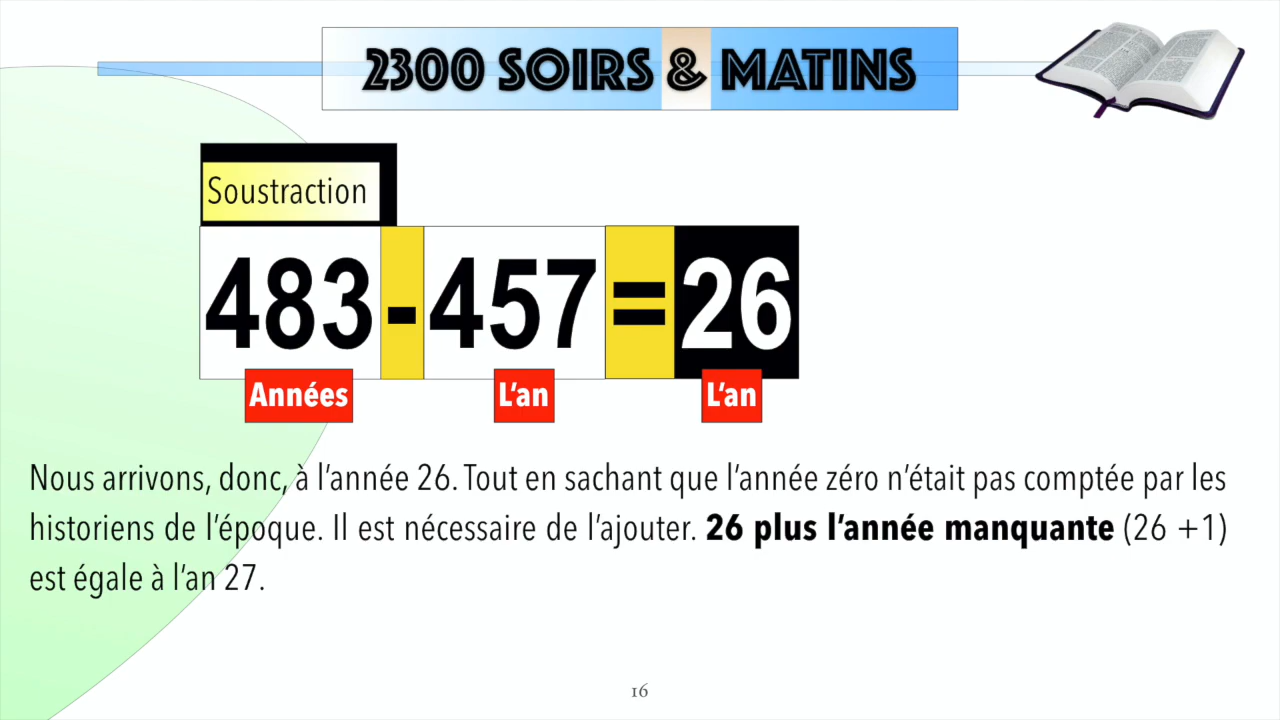 2300 SOIRS & MATINS
Soustraction
483 - 457 = 26
Années L'an L'an
Nous arrivons, donc, à l'année 26. Tout en sachant que l'année zéro n'était pas comptée par les
historiens de l'époque. Il est nécessaire de l'ajouter. 26 plus l'année manquante (26 +1)
est égale à l'an 27.
16